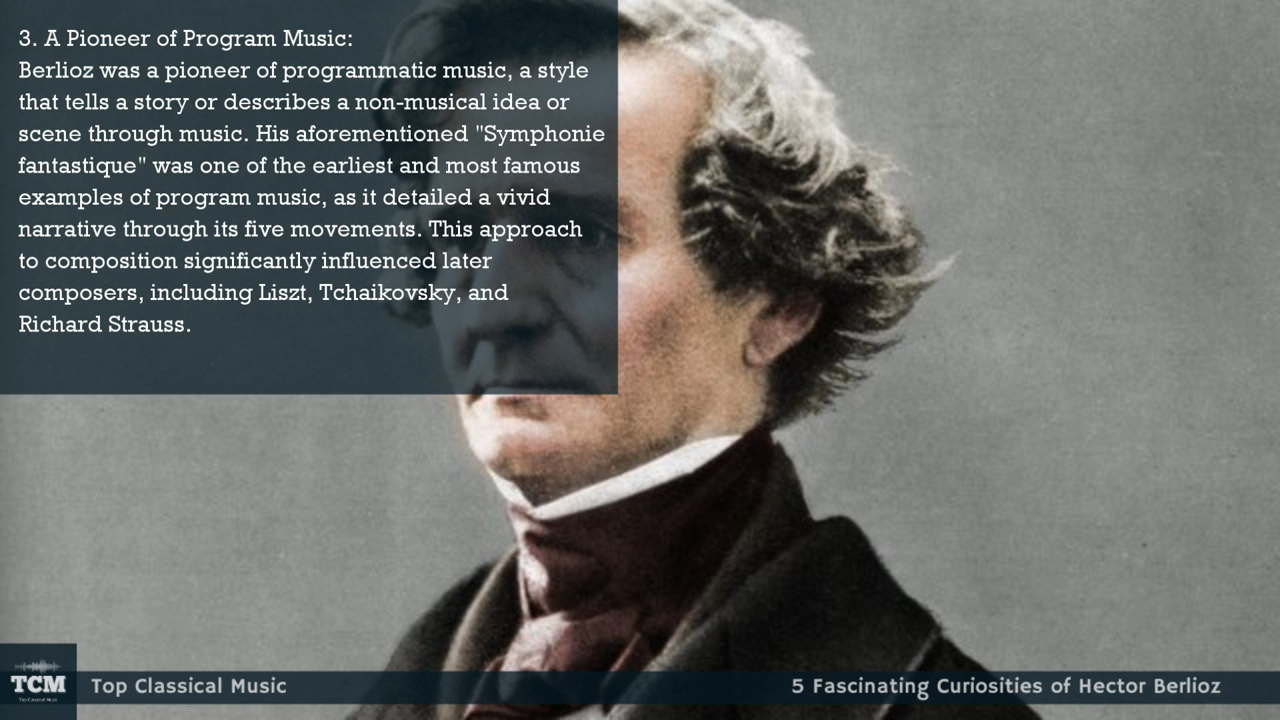 3. A Pioneer of Program Music:
Berlioz was a pioneer of programmatic music, a style
that tells a story or describes a non-musical idea or
scene through music. His aforementioned "Symphonie
fantastique" was one of the earliest and most famous
examples of program music, as it detailed a vivid
narrative through its five movements. This approach
to composition significantly influenced later
composers, including Liszt, Tchaikovsky, and
Richard Strauss.
TCM
Top Classical Music
Top Classical Music
5 Fascinating Curiosities of Hector Berlioz